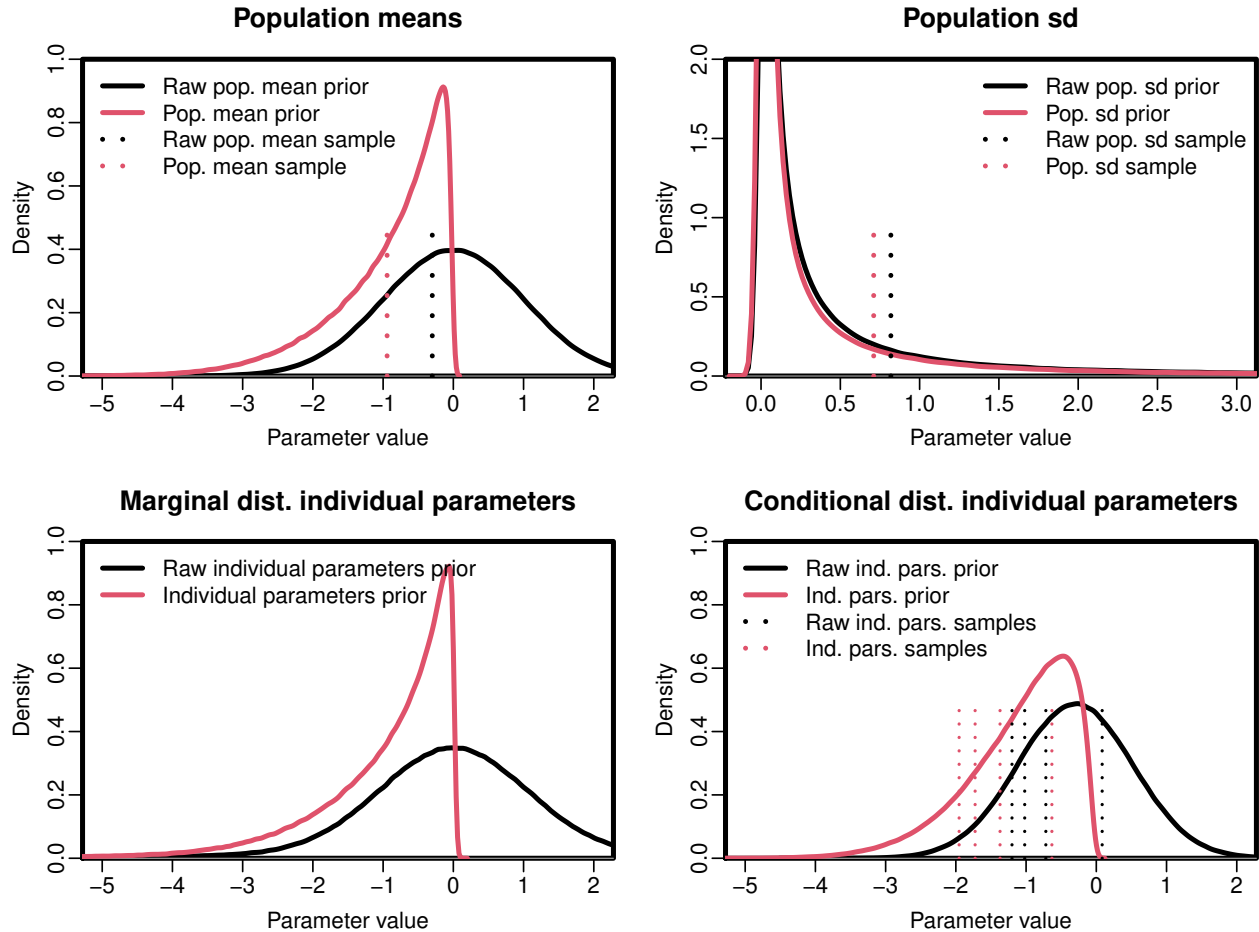 Population means
1.0
0.8
0.6
0.4
0.2
0.0
Density
Raw pop. mean prior
Pop. mean prior
Raw pop. mean sample
Pop. mean sample
−5 −4 −3 −2 −1 0 1 2
Parameter value
Population sd
2.0
1.5
1.0
0.5
0.0
Density
Raw pop. sd prior
Pop. sd prior
Raw pop. sd sample
Pop. sd sample
0.0 0.5 1.0 1.5 2.0 2.5 3.0
Parameter value
Marginal dist. individual parameters
1.0
0.8
0.6
0.4
0.2
0.0
Density
Raw individual parameters prior
Individual parameters prior
−5 −4 −3 −2 −1 0 1 2
Parameter value
Conditional dist. individual parameters
1.0
0.8
0.6
0.4
0.2
0.0
Density
Raw ind. pars. prior
Ind. pars. prior
Raw ind. pars. samples
Ind. pars. samples
−5 −4 −3 −2 −1 0 1 2
Parameter value